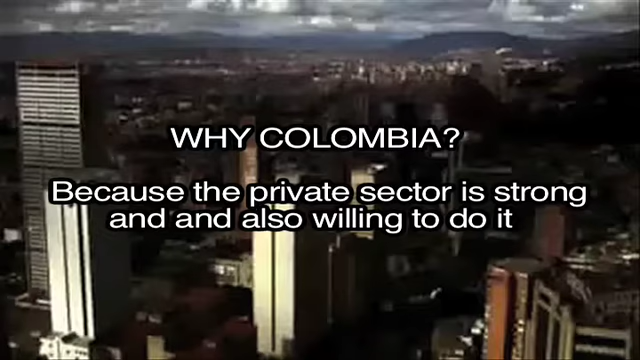 WHY COLOMBIA?
Because the private sector is strong
and and also willing to do it